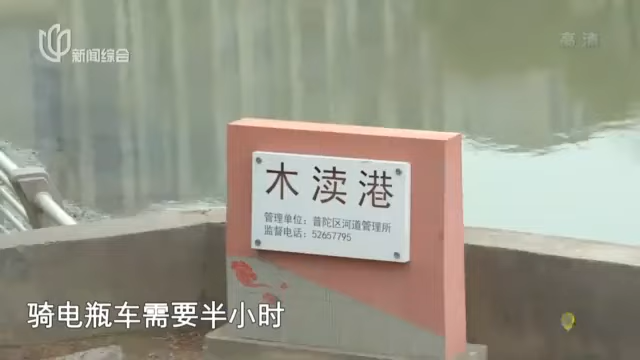 新闻综合
高清
木渎港
管理单位：普陀区河道管理所
监督电话：52657795
骑电瓶车需要半小时